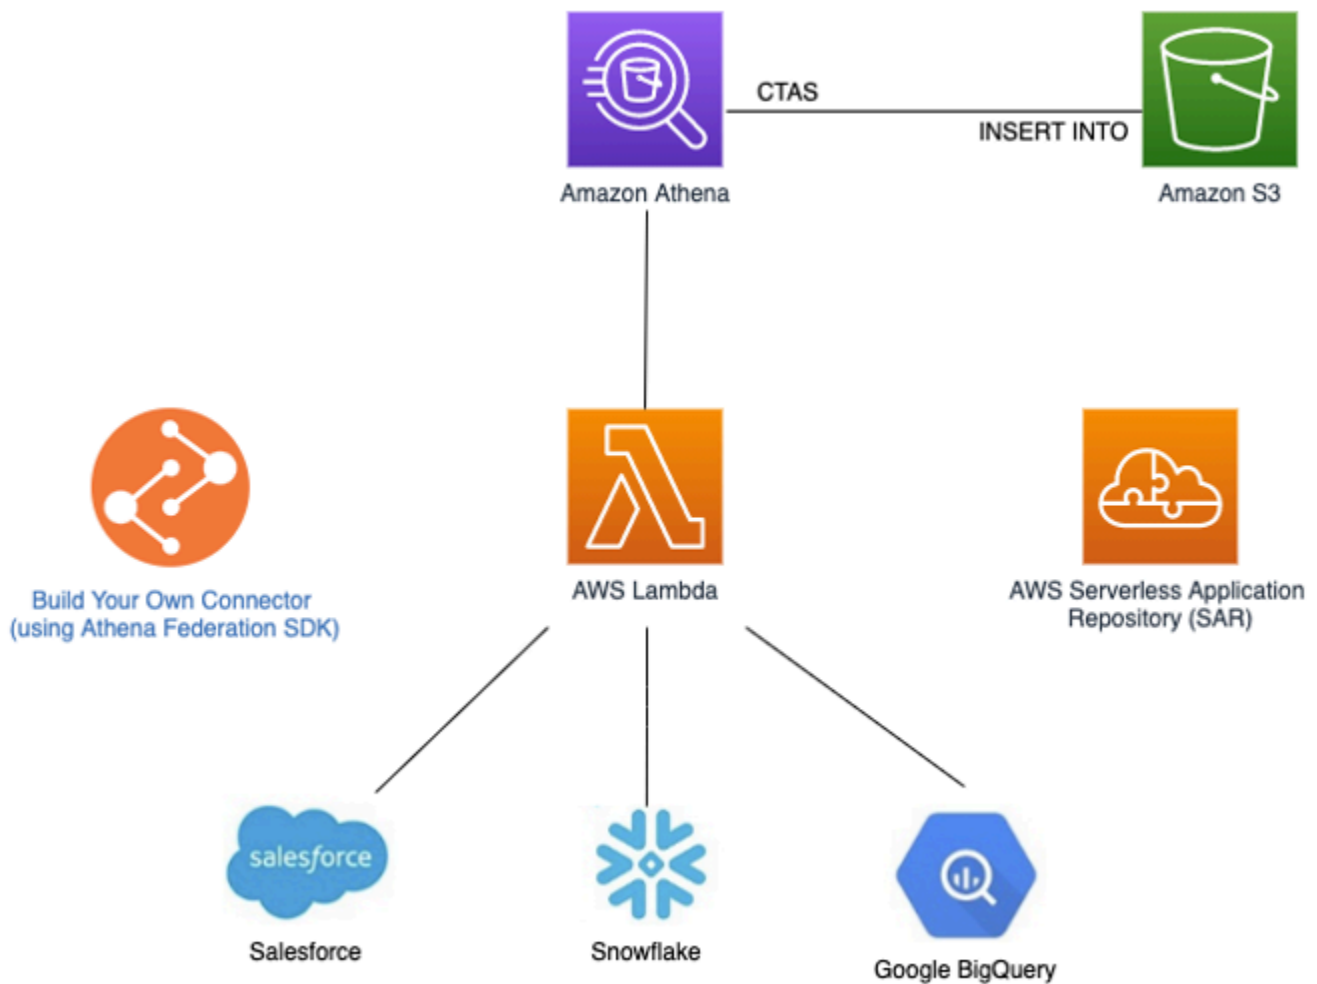 CTAS
INSERT INTO
Amazon Athena
Amazon S3
Build Your Own Connector
(using Athena Federation SDK)
AWS Lambda
AWS Serverless Application
Repository (SAR)
salesforce
Salesforce
Snowflake
Google BigQuery